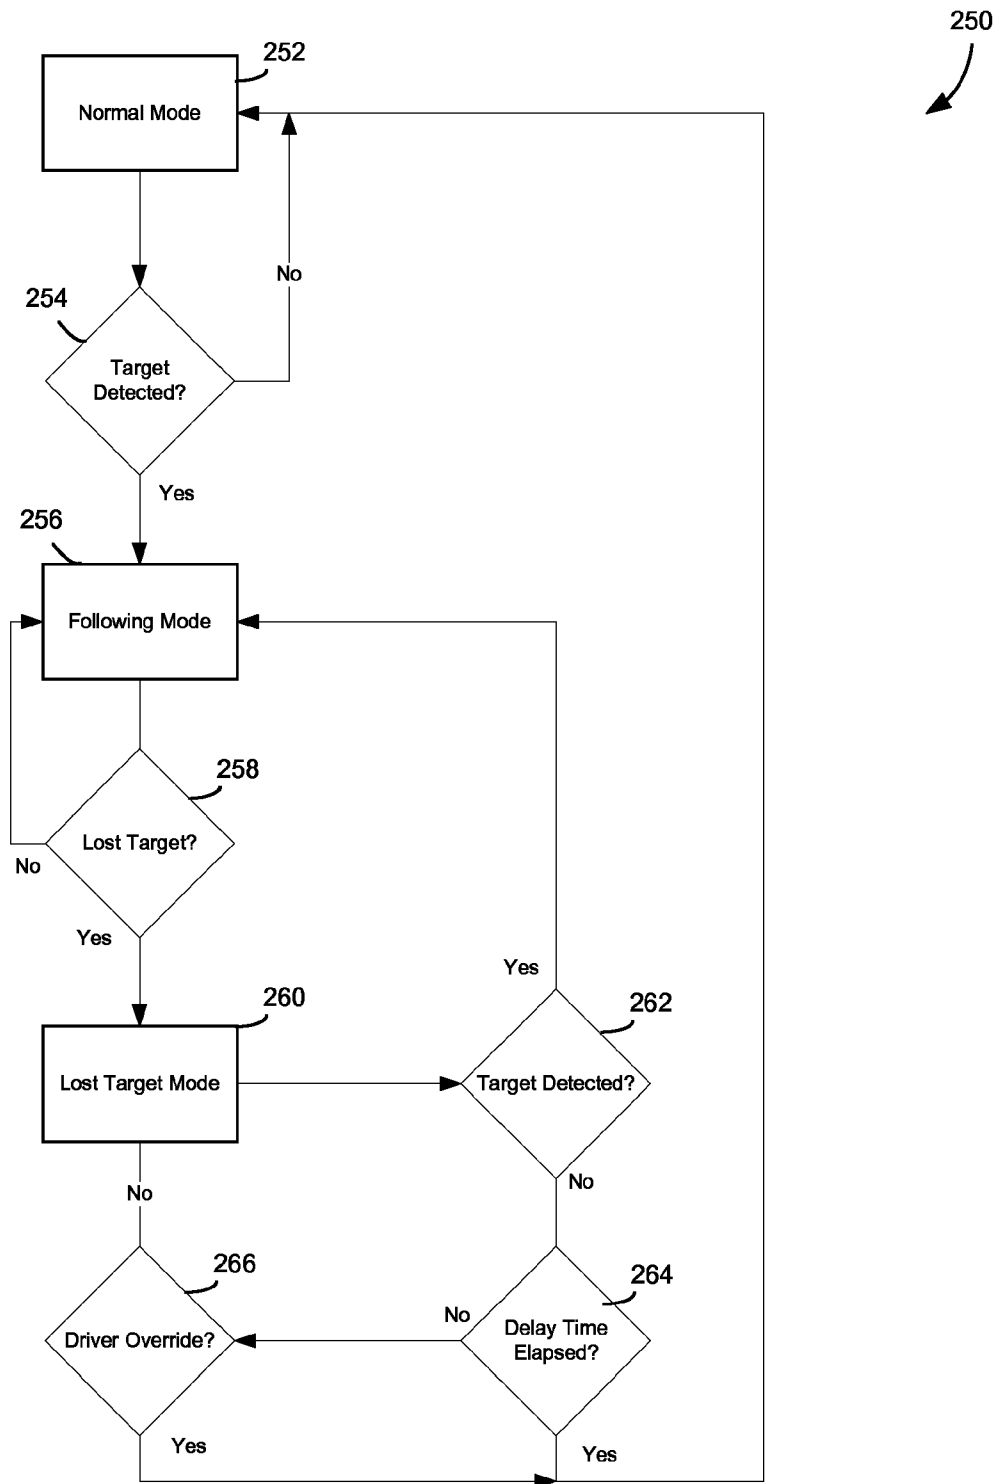 250
252
Normal Mode
No
254
Target
Detected?
Yes
256
Following Mode
258
Lost Target?
No
Yes
Yes
260
262
Lost Target Mode
Target Detected?
No
No
266
264
No
Driver Override?
Delay Time
Elapsed?
Yes
Yes